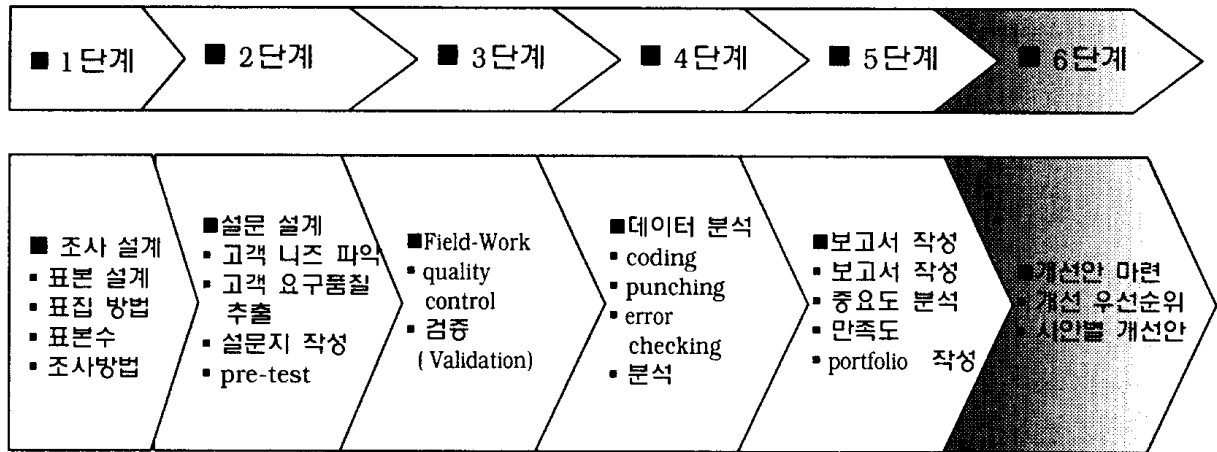 ■ 1단계
■ 2단계
■ 3단계
■ 4단계
■ 5단계
■ 6단계
■ 조사 설계
▪ 표본 설계
▪ 표집 방법
▪ 표본수
▪ 조사방법
■설문 설계
▪ 고객 니즈 파악
▪ 고객 요구품질
추출
▪ 설문지 작성
▪ pre-test
■Field-Work
▪ quality
control
▪ 검증
( Validation)
■데이터 분석
▪ coding
▪ punching
▪ error
checking
▪ 분석
■보고서 작성
▪ 보고서 작성
▪ 중요도 분석
▪ 만족도
▪ portfolio 작성
■개선안 마련
▪ 개선 우선순위
▪ 사안별 개선안